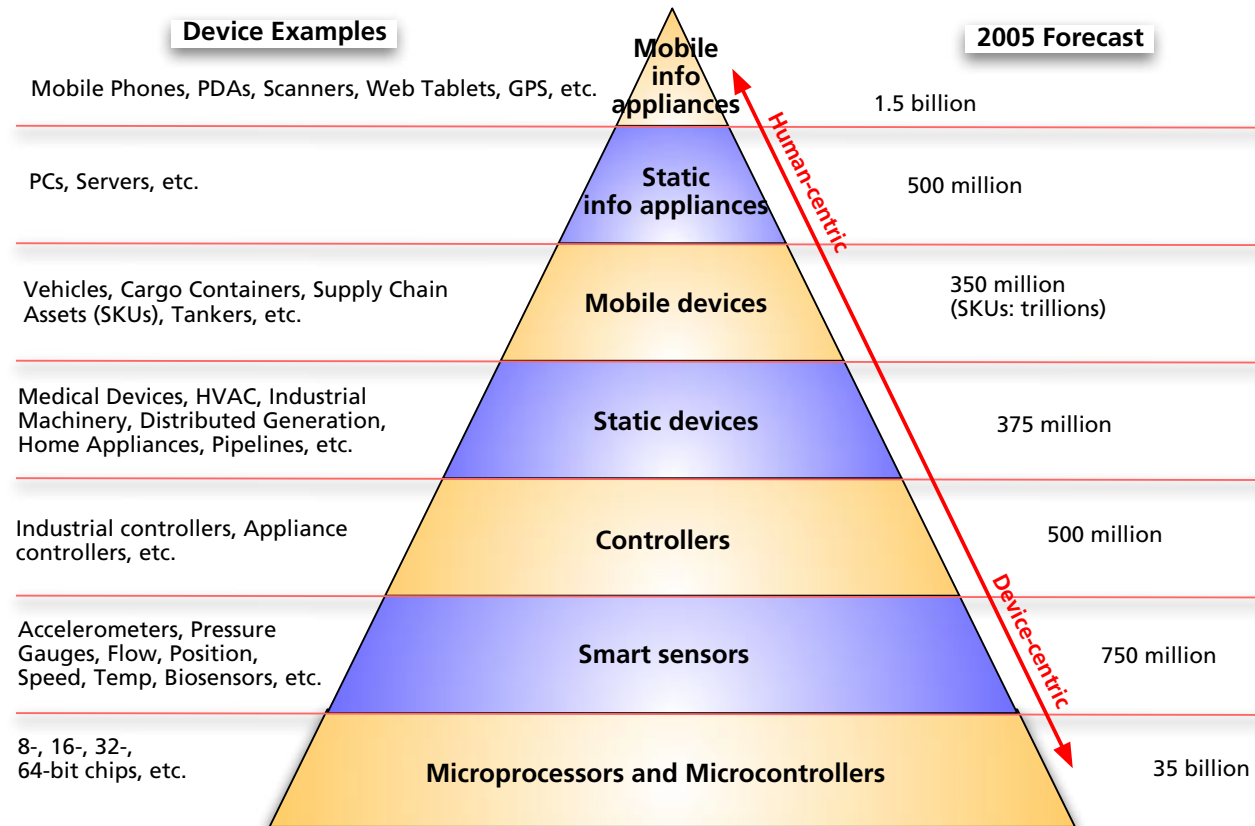 Device Examples
2005 Forecast
Mobile Phones, PDAs, Scanners, Web Tablets, GPS, etc.
Mobile
info
appliances
1.5 billion
PCs, Servers, etc.
Static
info appliances
500 million
Vehicles, Cargo Containers, Supply Chain
Assets (SKUs), Tankers, etc.
Mobile devices
350 million
(SKUs: trillions)
Medical Devices, HVAC, Industrial
Machinery, Distributed Generation,
Home Appliances, Pipelines, etc.
Static devices
375 million
Industrial controllers, Appliance
controllers, etc.
Controllers
500 million
Accelerometers, Pressure
Gauges, Flow, Position,
Speed, Temp, Biosensors, etc.
Smart sensors
750 million
8-, 16-, 32-,
64-bit chips, etc.
Microprocessors and Microcontrollers
35 billion
Human-centric
Device-centric